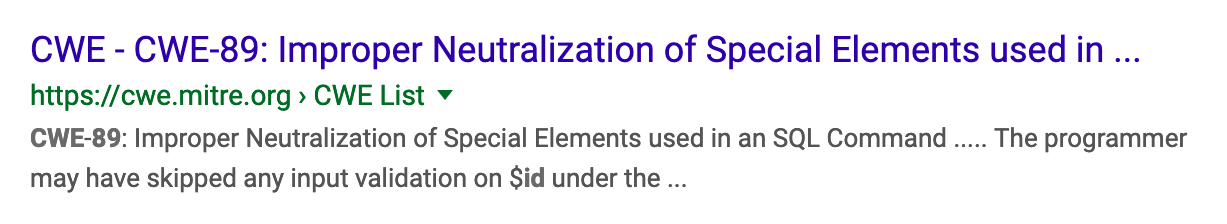 CWE - CWE-89: Improper Neutralization of Special Elements used in ...
https://cwe.mitre.org › CWE List
CWE-89: Improper Neutralization of Special Elements used in an SQL Command ..... The programmer
may have skipped any input validation on $id under the ...